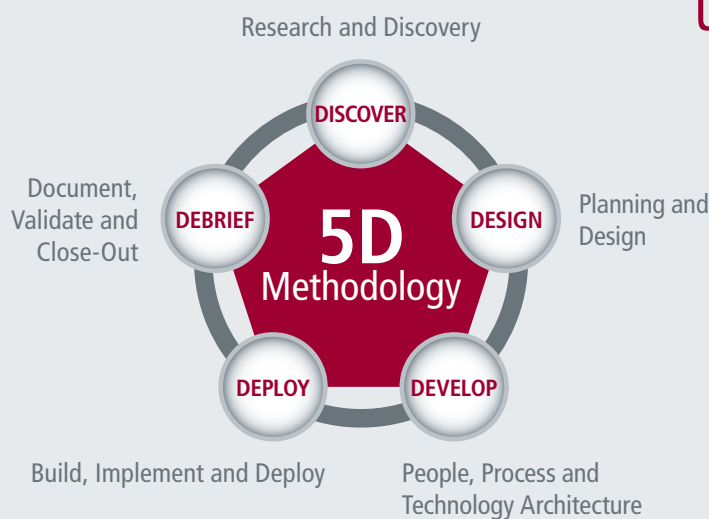 Research and Discovery
DISCOVER
Document,
Validate and
Close-Out
DEBRIEF
5D
Methodology
DESIGN
Planning and
Design
DEPLOY
DEVELOP
Build, Implement and Deploy
People, Process and
Technology Architecture